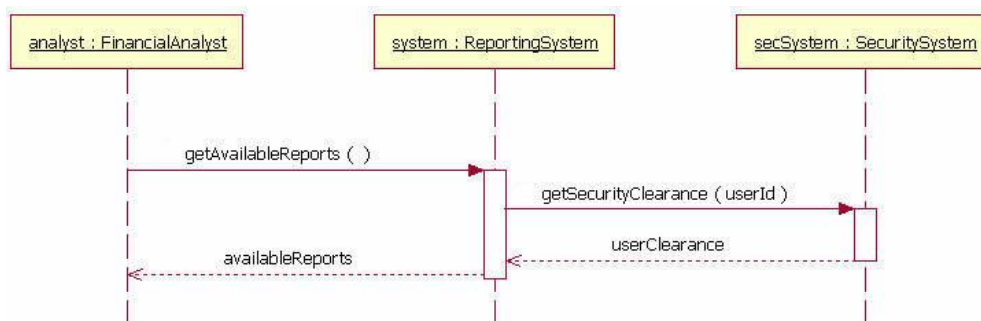 analyst : FinancialAnalyst
system : ReportingSystem
secSystem : SecuritySystem
getAvailableReports ( )
getSecurityClearance ( userId )
userClearance
availableReports